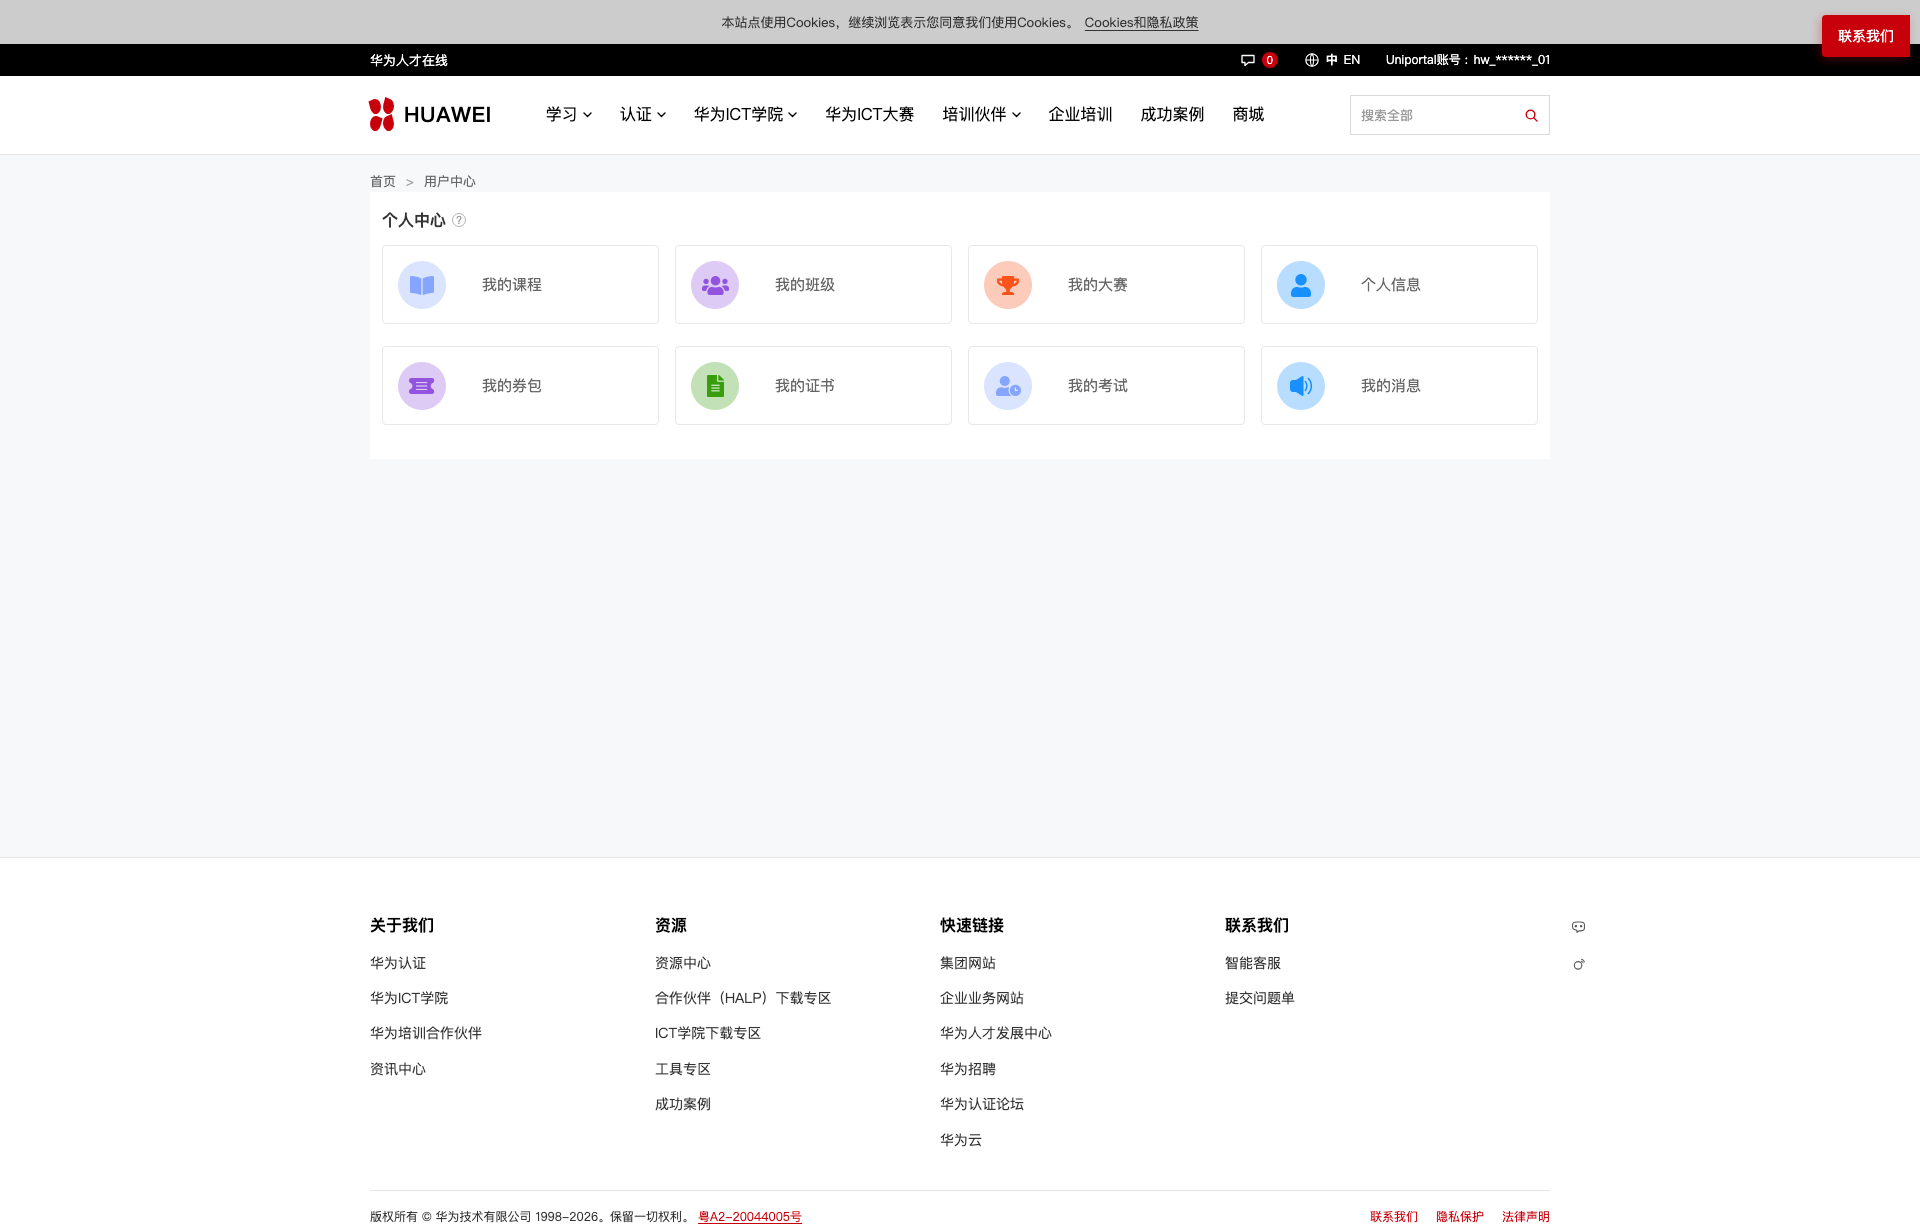 本站点使用Cookies，继续浏览表示您同意我们使用Cookies。 Cookies和隐私政策
联系我们
华为人才在线
0
中 EN
Uniportal账号：hw_******_01
HUAWEI
学习
认证
华为ICT学院
华为ICT大赛
培训伙伴
企业培训
成功案例
商城
搜索全部
首页 > 用户中心
个人中心 ?
我的课程
我的班级
我的大赛
个人信息
我的券包
我的证书
我的考试
我的消息
关于我们
华为认证
华为ICT学院
华为培训合作伙伴
资讯中心
资源
资源中心
合作伙伴（HALP）下载专区
ICT学院下载专区
工具专区
成功案例
快速链接
集团网站
企业业务网站
华为人才发展中心
华为招聘
华为认证论坛
华为云
联系我们
智能客服
提交问题单
版权所有 © 华为技术有限公司 1998-2026。保留一切权利。 粤A2-20044005号
联系我们 隐私保护 法律声明